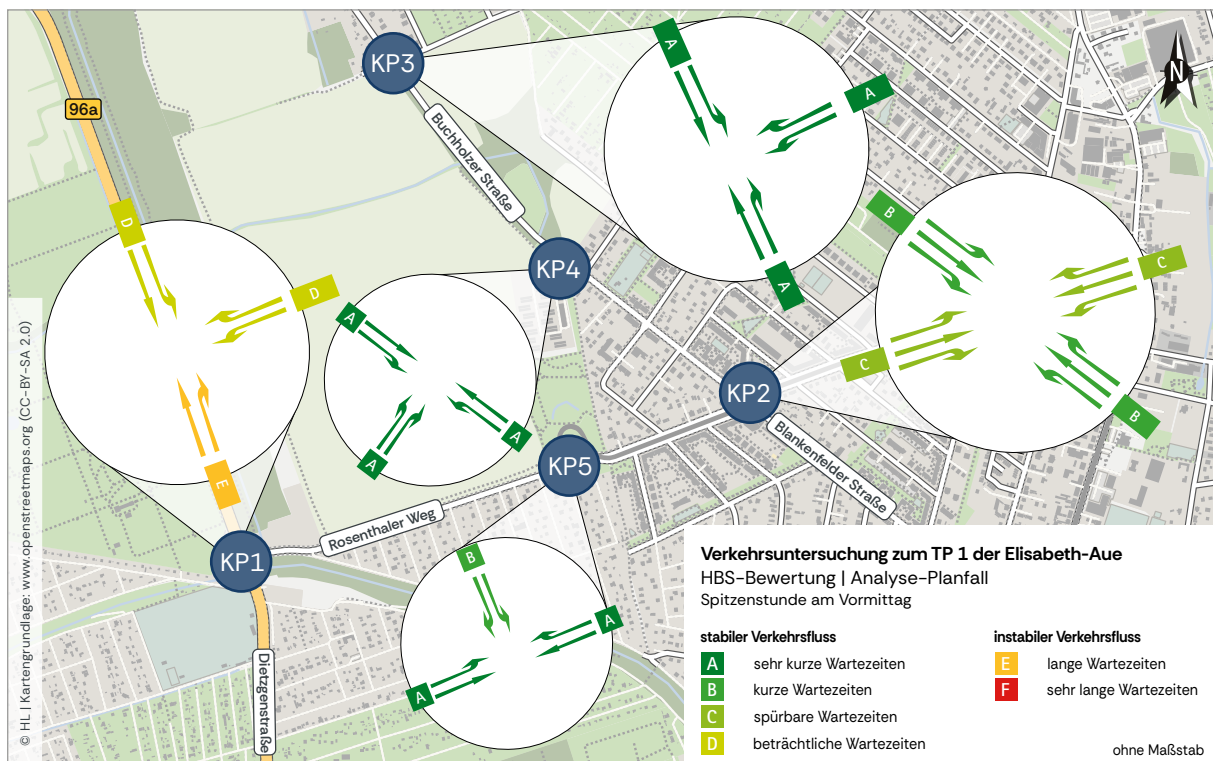 96a
KP3
A
A
N
Buchholzer Straße
B
D
KP4
C
A
D
A
C
KP2
B
A
A
KP5
Blankenfelder Straße
E
Rosenthaler Weg
KP1
B
A
A
Dietzgenstraße
© HL | Kartengrundlage: www.openstreetmaps.org (CC-BY-SA 2.0)
Verkehrsuntersuchung zum TP 1 der Elisabeth-Aue
HBS-Bewertung | Analyse-Planfall
Spitzenstunde am Vormittag
stabiler Verkehrsfluss
A sehr kurze Wartezeiten
B kurze Wartezeiten
C spürbare Wartezeiten
D beträchtliche Wartezeiten
instabiler Verkehrsfluss
E lange Wartezeiten
F sehr lange Wartezeiten
ohne Maßstab